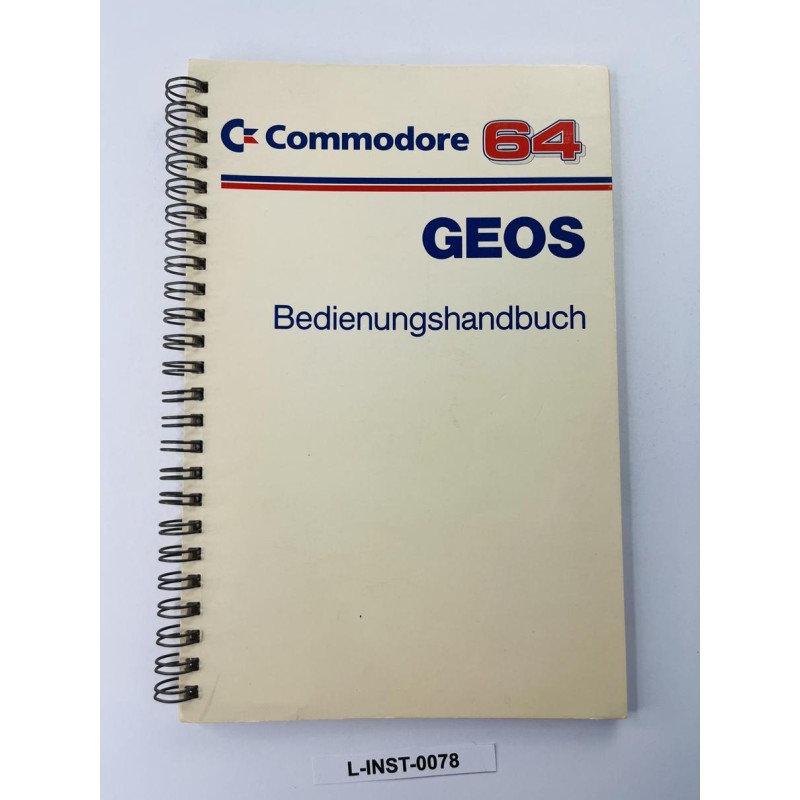 Commodore 64
GEOS
Bedienungshandbuch
L-INST-0078